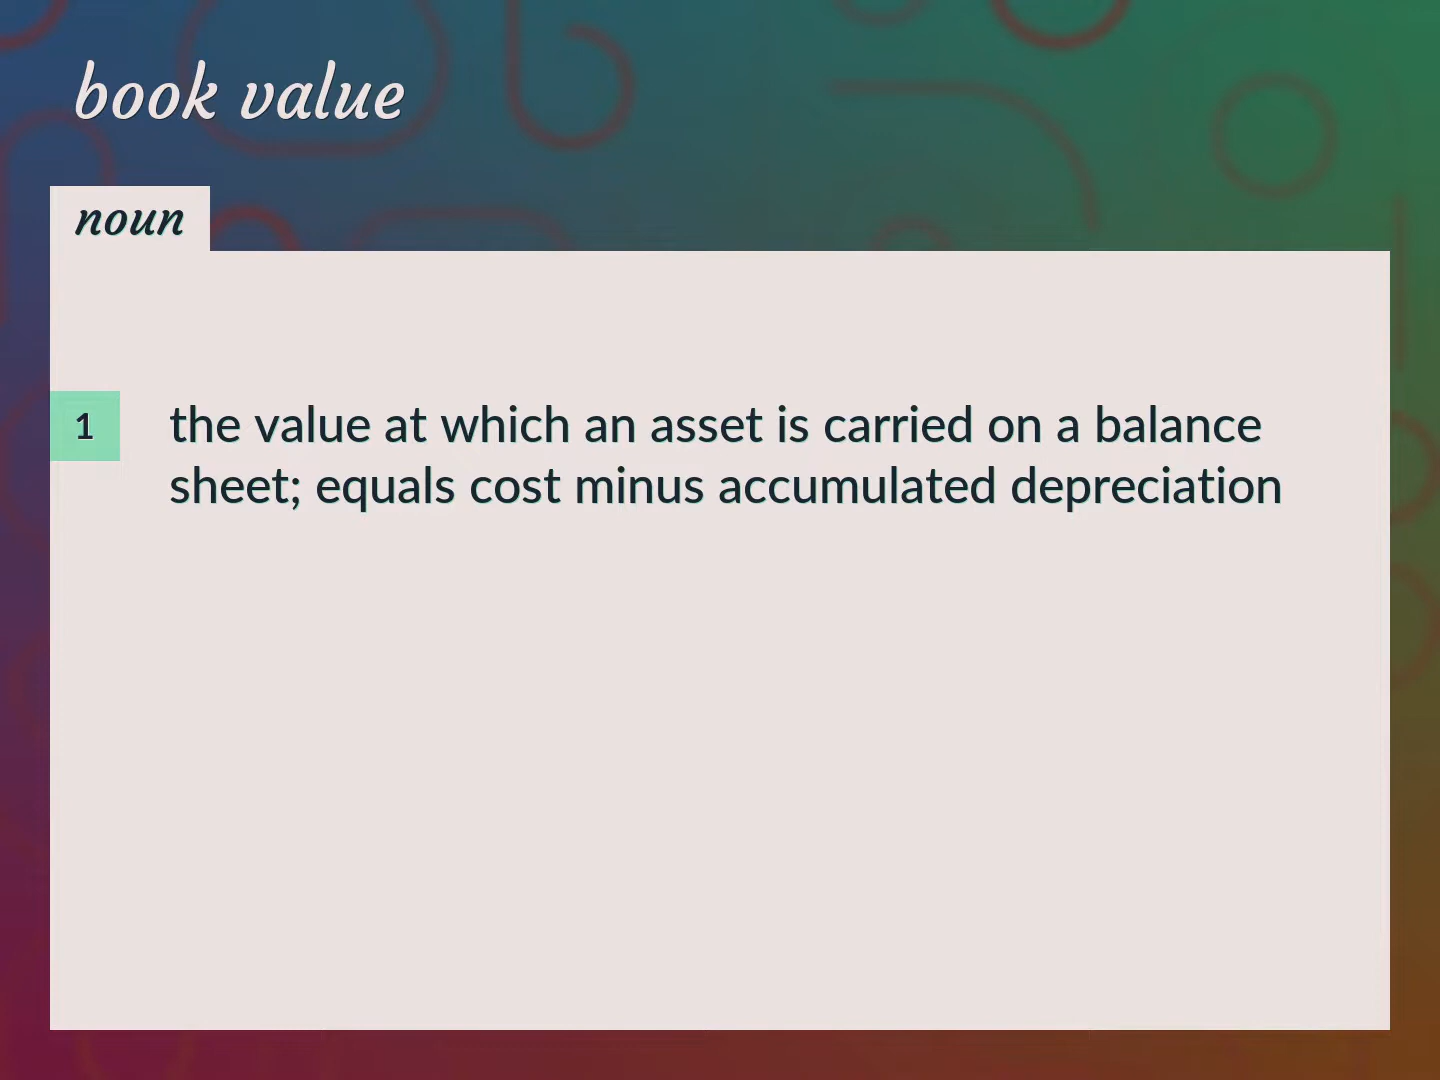 book value
noun
1
the value at which an asset is carried on a balance
sheet; equals cost minus accumulated depreciation